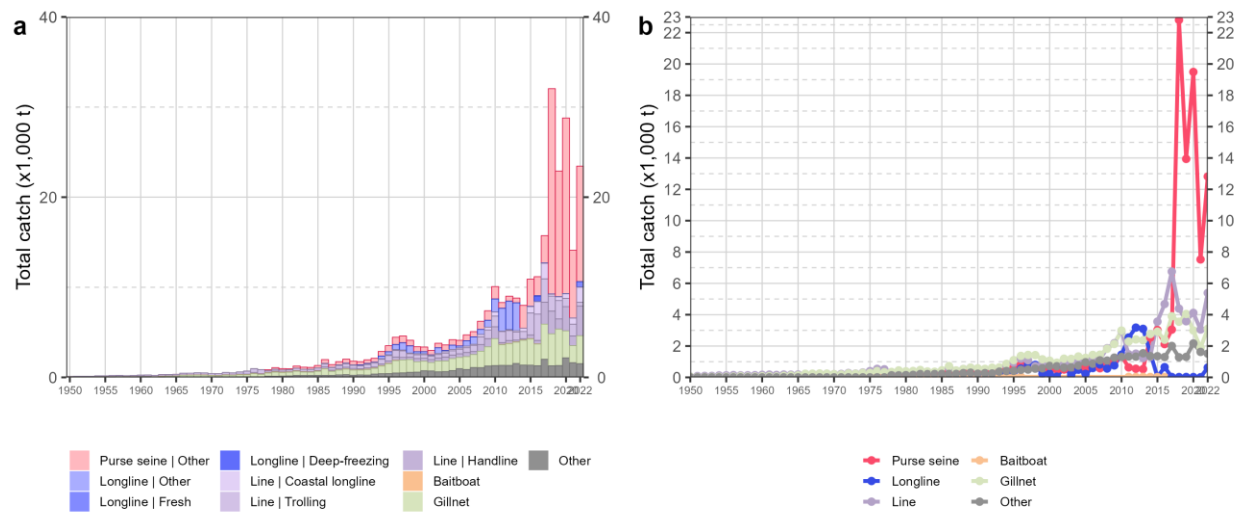 a
Total catch (x1,000 t)
40
20
0
40
20
0
1950 1955 1960 1965 1970 1975 1980 1985 1990 1995 2000 2005 2010 2015 2020 2022
Purse seine | Other
Longline | Other
Longline | Fresh
Longline | Deep-freezing
Line | Coastal longline
Line | Trolling
Line | Handline
Baitboat
Gillnet
Other
b
Total catch (x1,000 t)
23
22
20
18
16
14
12
10
8
6
4
2
0
23
22
20
18
16
14
12
10
8
6
4
2
0
1950 1955 1960 1965 1970 1975 1980 1985 1990 1995 2000 2005 2010 2015 2020 2022
Purse seine
Longline
Line
Baitboat
Gillnet
Other